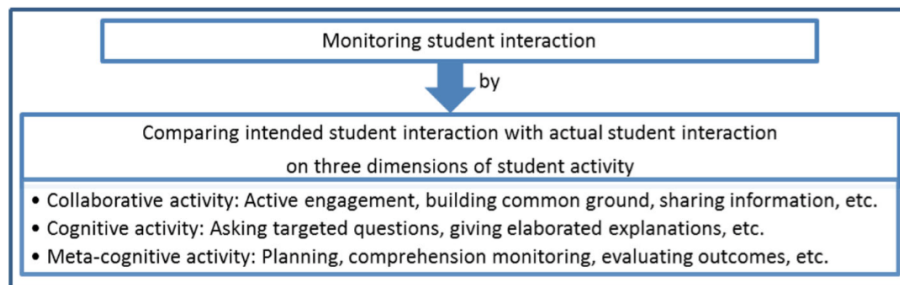 Monitoring student interaction
by
Comparing intended student interaction with actual student interaction
on three dimensions of student activity
• Collaborative activity: Active engagement, building common ground, sharing information, etc.
• Cognitive activity: Asking targeted questions, giving elaborated explanations, etc.
• Meta-cognitive activity: Planning, comprehension monitoring, evaluating outcomes, etc.